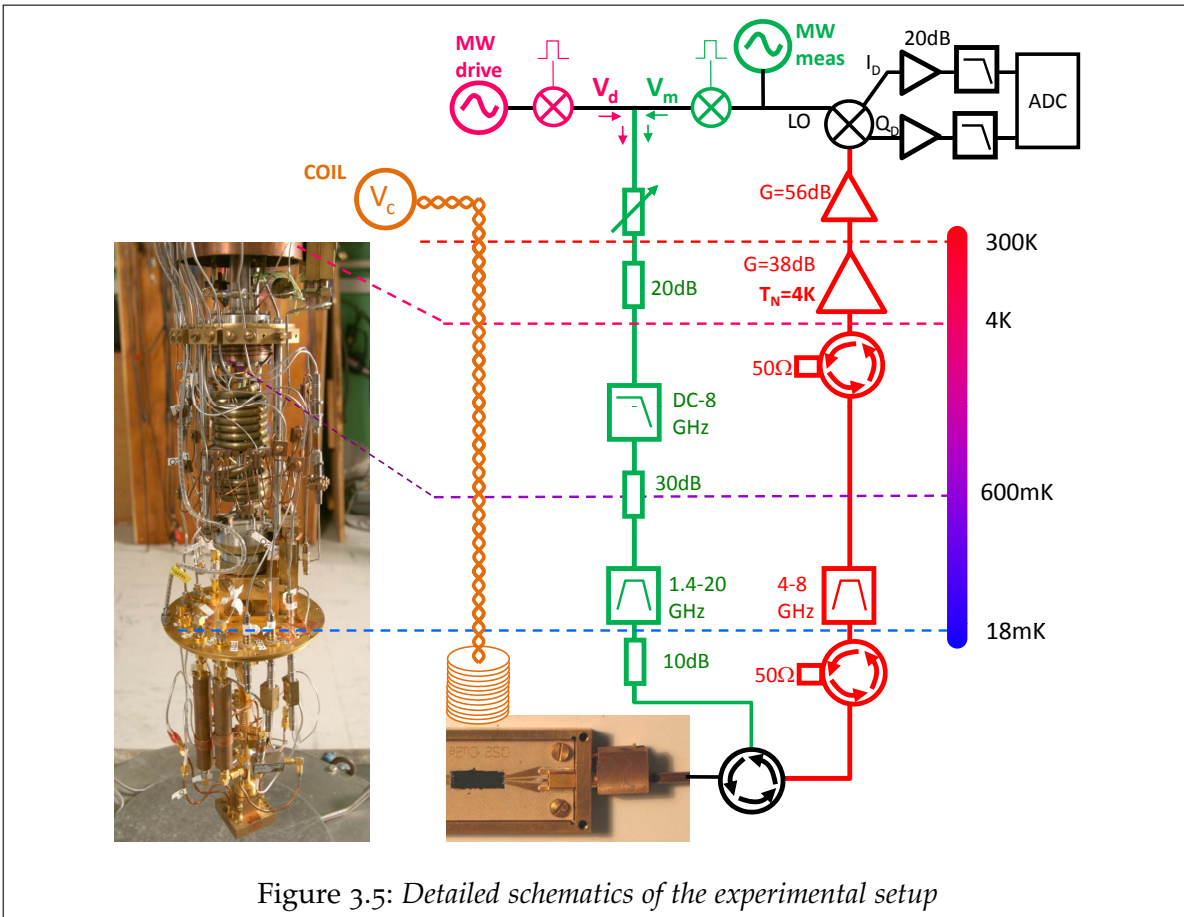 MW
drive
MW
meas
V_d
V_m
20dB
I_D
Q_D
LO
ADC
COIL
V_c
G=56dB
300K
G=38dB
T_N=4K
20dB
4K
50Ω
DC-8
GHz
30dB
600mK
1.4-20
GHz
4-8
GHz
18mK
10dB
50Ω
Figure 3.5: Detailed schematics of the experimental setup